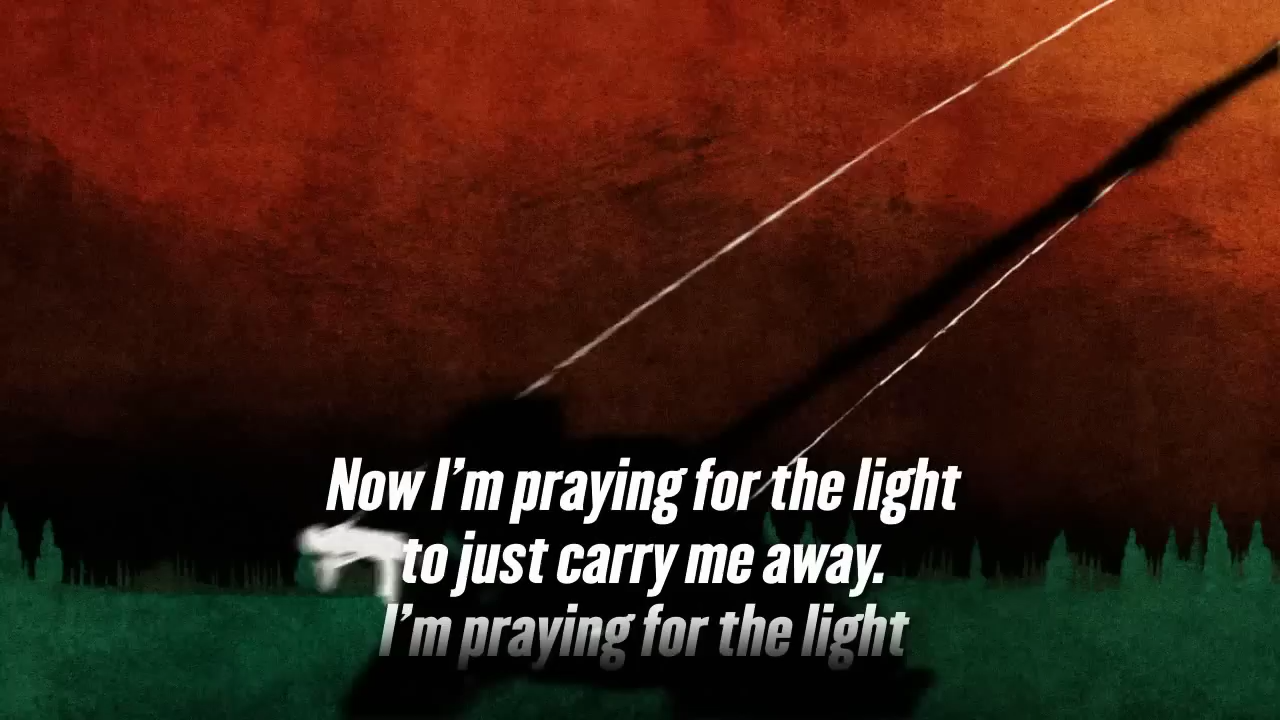 Now I’m praying for the light
to just carry me away.
I’m praying for the light